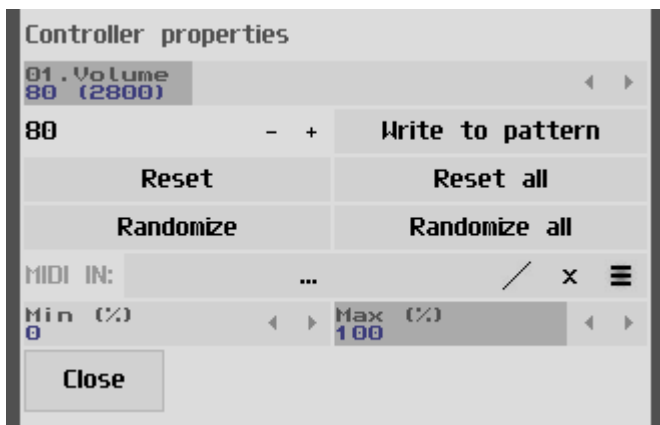 Controller properties
01.Volume
80 (2800)
80 - + Write to pattern
Reset Reset all
Randomize Randomize all
MIDI IN: ... / x ☰
Min (%) Max (%)
0 100
Close